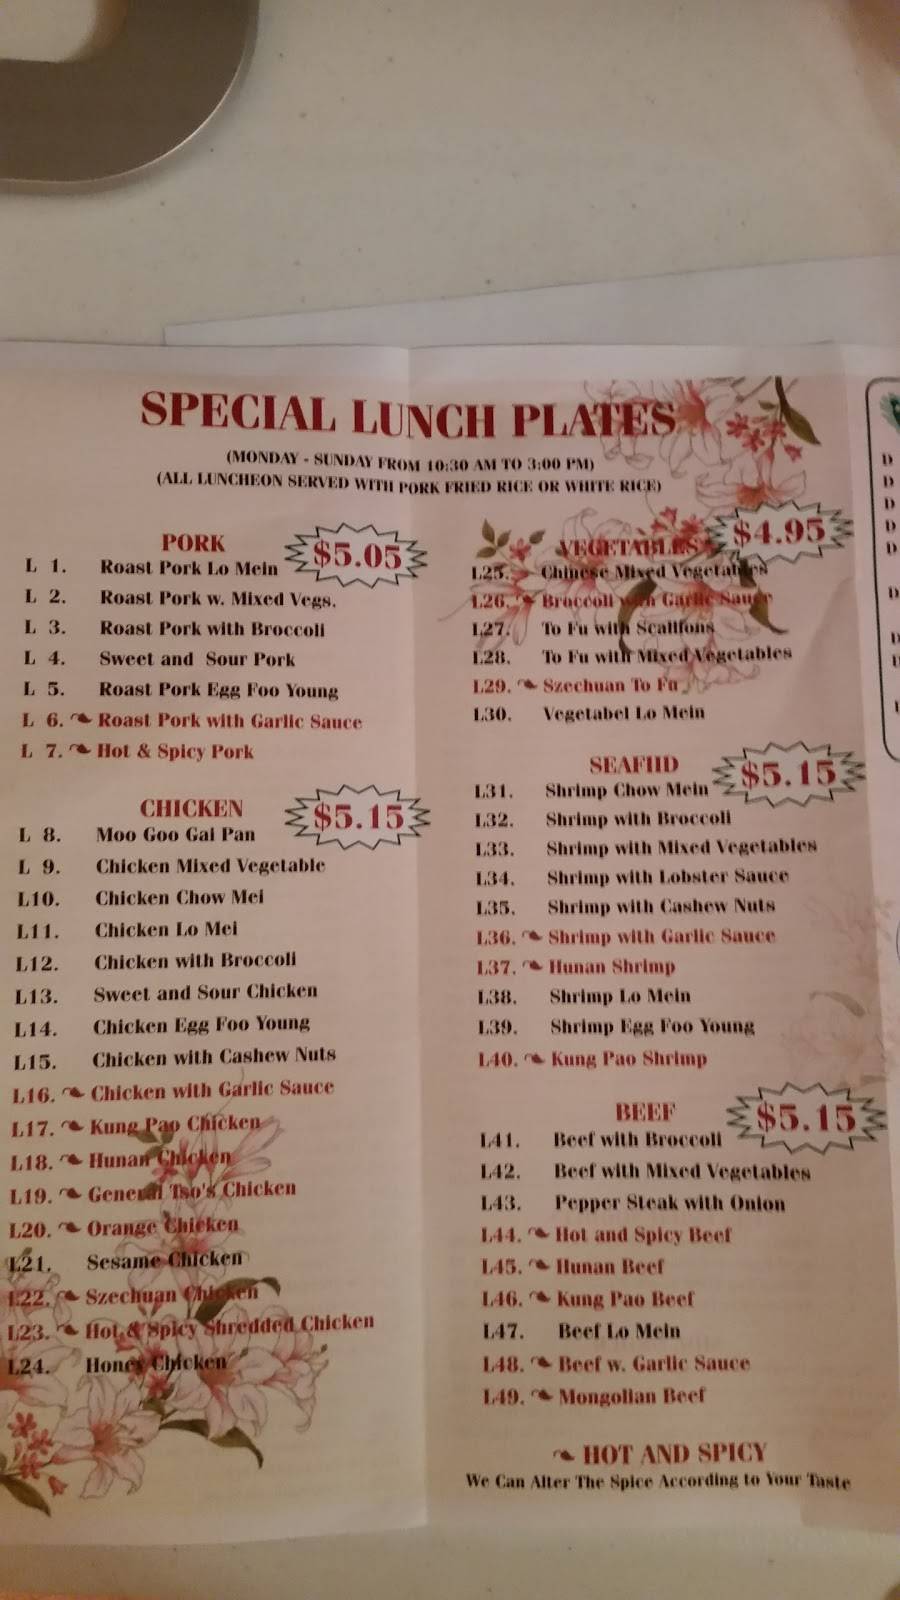 SPECIAL LUNCH PLATES
(MONDAY - SUNDAY FROM 10:30 AM TO 3:00 PM)
(ALL LUNCHEON SERVED WITH PORK FRIED RICE OR WHITE RICE)
PORK $5.05
L 1. Roast Pork Lo Mein
L 2. Roast Pork w. Mixed Vegs.
L 3. Roast Pork with Broccoli
L 4. Sweet and Sour Pork
L 5. Roast Pork Egg Foo Young
L 6. Roast Pork with Garlic Sauce
L 7. Hot & Spicy Pork
CHICKEN $5.15
L 8. Moo Goo Gai Pan
L 9. Chicken Mixed Vegetable
L10. Chicken Chow Mei
L11. Chicken Lo Mei
L12. Chicken with Broccoli
L13. Sweet and Sour Chicken
L14. Chicken Egg Foo Young
L15. Chicken with Cashew Nuts
L16. Chicken with Garlic Sauce
L17. Kung Pao Chicken
L18. Hunan Chicken
L19. General Tso's Chicken
L20. Orange Chicken
L21. Sesame Chicken
L22. Szechuan Chicken
L23. Hot & Spicy Shredded Chicken
L24. Honey Chicken
VEGETABLES $4.95
L25. Chinese Mixed Vegetables
L26. Broccoli with Garlic Sauce
L27. To Fu with Scallions
L28. To Fu with Mixed Vegetables
L29. Szechuan To Fu
L30. Vegetabel Lo Mein
SEAFIID $5.15
L31. Shrimp Chow Mein
L32. Shrimp with Broccoli
L33. Shrimp with Mixed Vegetables
L34. Shrimp with Lobster Sauce
L35. Shrimp with Cashew Nuts
L36. Shrimp with Garlic Sauce
L37. Hunan Shrimp
L38. Shrimp Lo Mein
L39. Shrimp Egg Foo Young
L40. Kung Pao Shrimp
BEEF $5.15
L41. Beef with Broccoli
L42. Beef with Mixed Vegetables
L43. Pepper Steak with Onion
L44. Hot and Spicy Beef
L45. Hunan Beef
L46. Kung Pao Beef
L47. Beef Lo Mein
L48. Beef w. Garlic Sauce
L49. Mongolian Beef
HOT AND SPICY
We Can Alter The Spice According to Your Taste